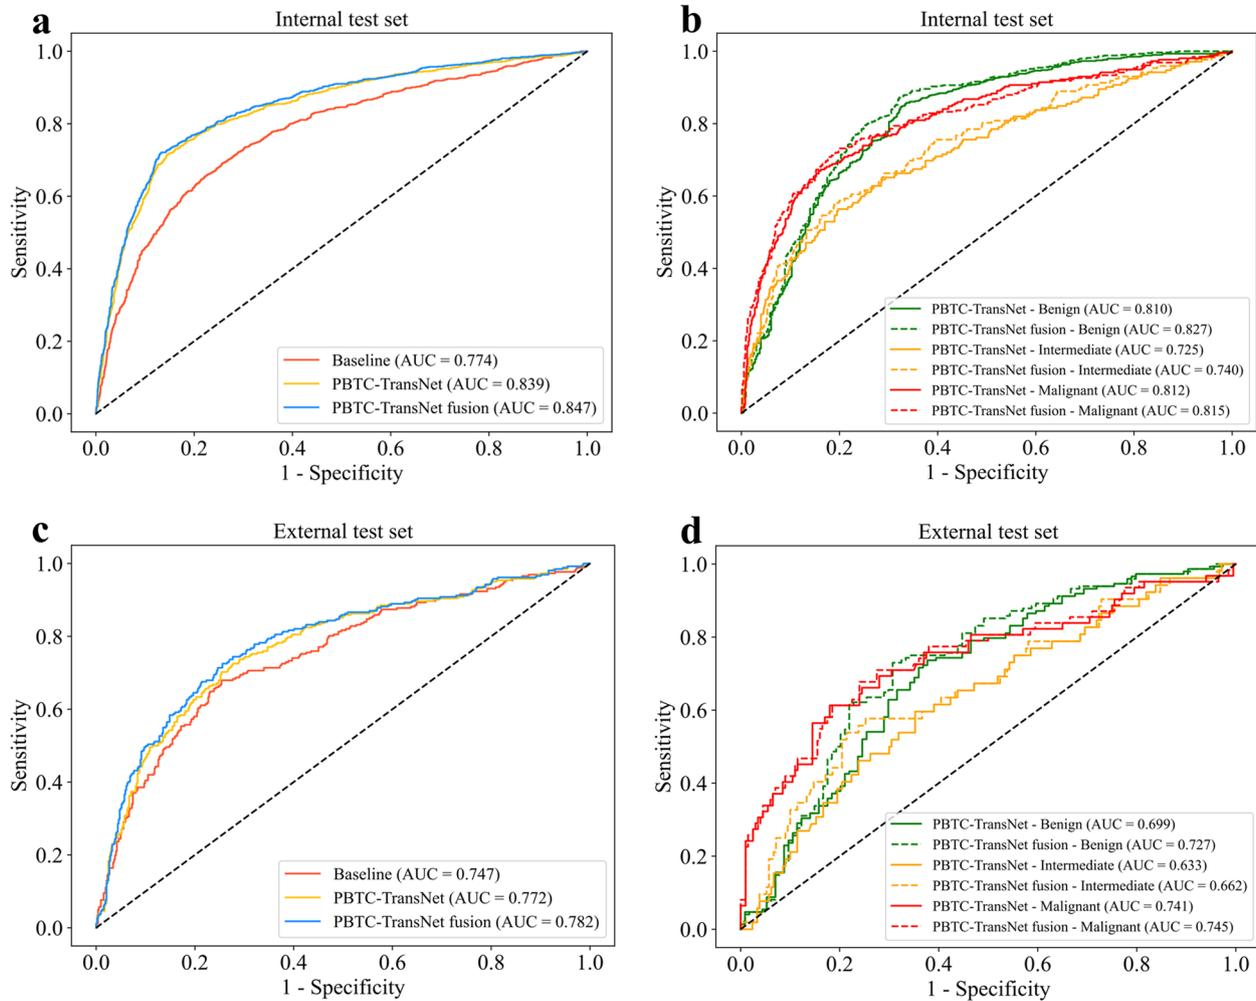 a
Internal test set
1.0
0.8
0.6
0.4
0.2
0.0
Sensitivity
Baseline (AUC = 0.774)
PBTC-TransNet (AUC = 0.839)
PBTC-TransNet fusion (AUC = 0.847)
0.0 0.2 0.4 0.6 0.8 1.0
1 - Specificity
b
Internal test set
1.0
0.8
0.6
0.4
0.2
0.0
Sensitivity
PBTC-TransNet - Benign (AUC = 0.810)
PBTC-TransNet fusion - Benign (AUC = 0.827)
PBTC-TransNet - Intermediate (AUC = 0.725)
PBTC-TransNet fusion - Intermediate (AUC = 0.740)
PBTC-TransNet - Malignant (AUC = 0.812)
PBTC-TransNet fusion - Malignant (AUC = 0.815)
0.0 0.2 0.4 0.6 0.8 1.0
1 - Specificity
c
External test set
1.0
0.8
0.6
0.4
0.2
0.0
Sensitivity
Baseline (AUC = 0.747)
PBTC-TransNet (AUC = 0.772)
PBTC-TransNet fusion (AUC = 0.782)
0.0 0.2 0.4 0.6 0.8 1.0
1 - Specificity
d
External test set
1.0
0.8
0.6
0.4
0.2
0.0
Sensitivity
PBTC-TransNet - Benign (AUC = 0.699)
PBTC-TransNet fusion - Benign (AUC = 0.727)
PBTC-TransNet - Intermediate (AUC = 0.633)
PBTC-TransNet fusion - Intermediate (AUC = 0.662)
PBTC-TransNet - Malignant (AUC = 0.741)
PBTC-TransNet fusion - Malignant (AUC = 0.745)
0.0 0.2 0.4 0.6 0.8 1.0
1 - Specificity